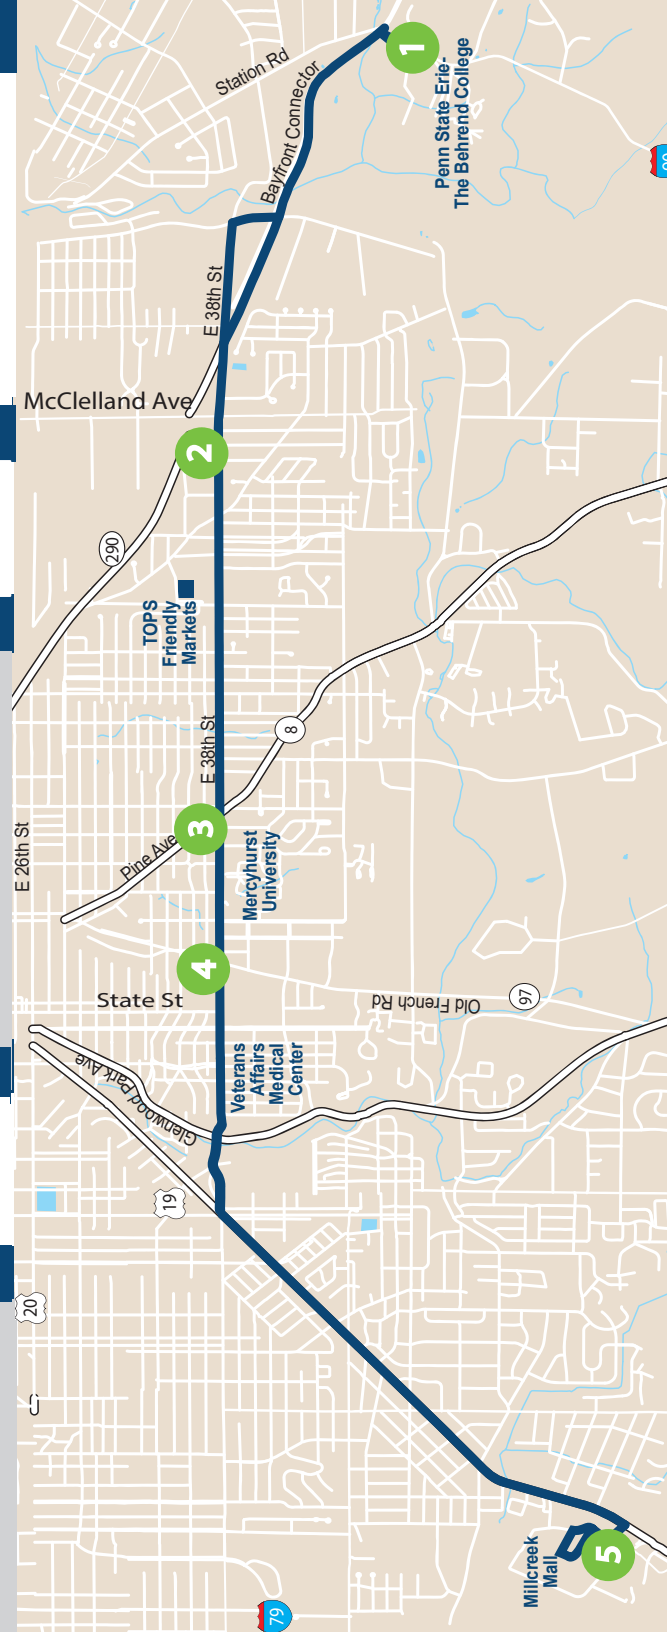 1
Penn State Erie-
The Behrend College
Station Rd
Bayfront Connector
E 38th St
McClelland Ave
2
290
TOPS
Friendly
Markets
E 38th St
8
E 26th St
Pine Ave
3
Mercyhurst
University
4
State St
Old French Rd
97
Veterans
Affairs
Medical
Center
Glenwood Park Ave
19
20
Millcreek
Mall
5
79